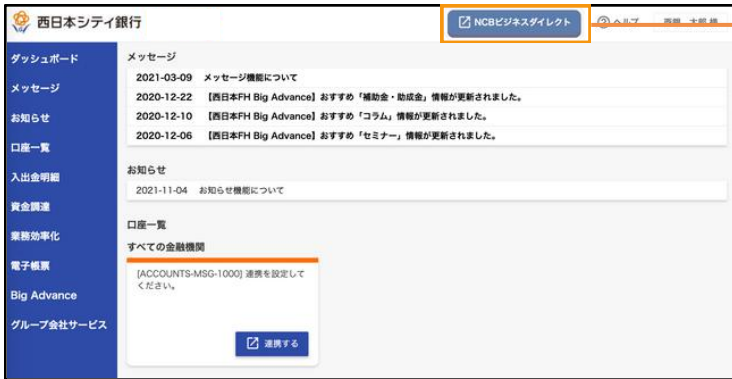 西日本シティ銀行
NCBビジネスダイレクト
ヘルプ
ダッシュボード
メッセージ
お知らせ
口座一覧
入出金明細
資金調達
業務効率化
電子帳票
Big Advance
グループ会社サービス
メッセージ
2021-03-09 メッセージ機能について
2020-12-22 【西日本FH Big Advance】おすすめ「補助金・助成金」情報が更新されました。
2020-12-10 【西日本FH Big Advance】おすすめ「コラム」情報が更新されました。
2020-12-06 【西日本FH Big Advance】おすすめ「セミナー」情報が更新されました。
お知らせ
2021-11-04 お知らせ機能について
口座一覧
すべての金融機関
[ACCOUNTS-MSG-1000] 連携を設定して
ください。
連携する